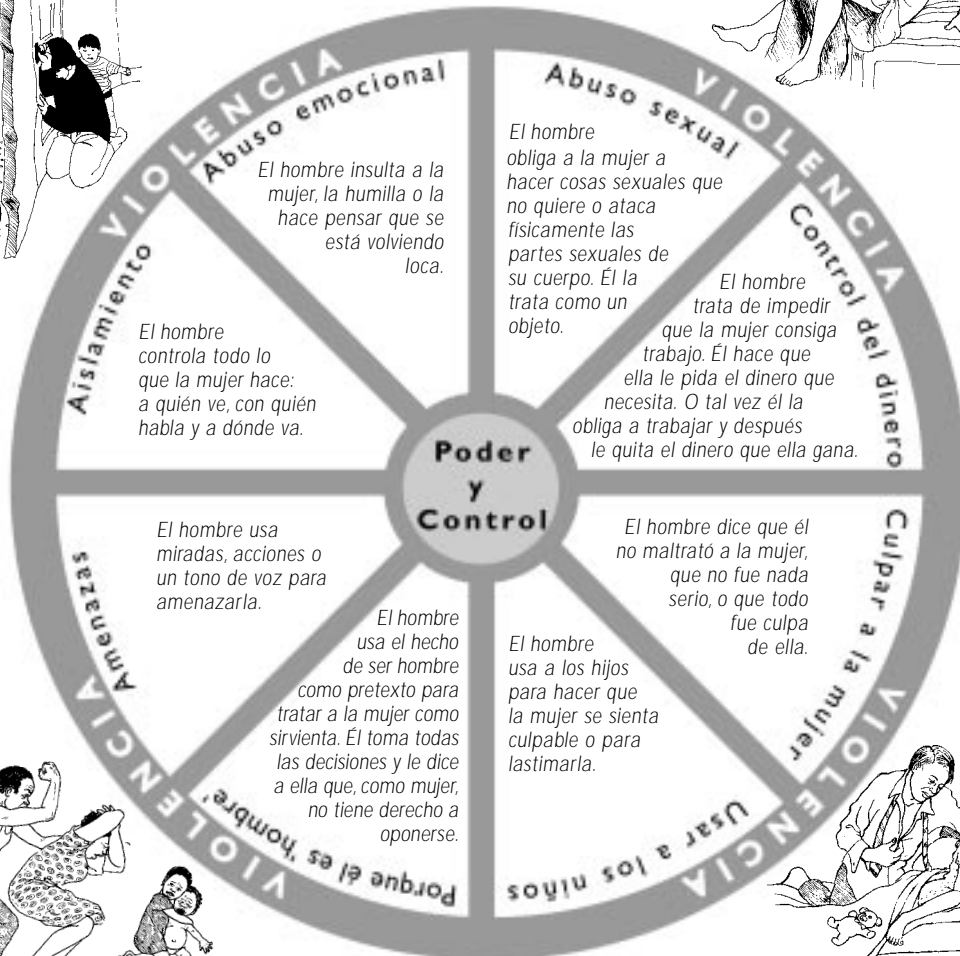 VIOLENCIA
Abuso emocional
El hombre insulta a la
mujer, la humilla o la
hace pensar que se
está volviendo
loca.
VIOLENCIA
Abuso sexual
El hombre
obliga a la mujer a
hacer cosas sexuales que
no quiere o ataca
físicamente las
partes sexuales de
su cuerpo. Él la
trata como un
objeto.
Control del dinero
El hombre
trata de impedir
que la mujer consiga
trabajo. Él hace que
ella le pida el dinero que
necesita. O tal vez él la
obliga a trabajar y después
le quita el dinero que ella gana.
Culpar a la mujer
El hombre dice que él
no maltrató a la mujer,
que no fue nada
serio, o que todo
fue culpa
de ella.
VIOLENCIA
Usar a los niños
El hombre
usa a los hijos
para hacer que
la mujer se sienta
culpable o para
lastimarla.
Porque él es 'hombre'
El hombre
usa el hecho
de ser hombre
como pretexto para
tratar a la mujer como
sirvienta. Él toma todas
las decisiones y le dice
a ella que, como mujer,
no tiene derecho a
oponerse.
VIOLENCIA
Amenazas
El hombre usa
miradas, acciones o
un tono de voz para
amenazarla.
Aislamiento
El hombre
controla todo lo
que la mujer hace:
a quién ve, con quién
habla y a dónde va.
Poder
y
Control